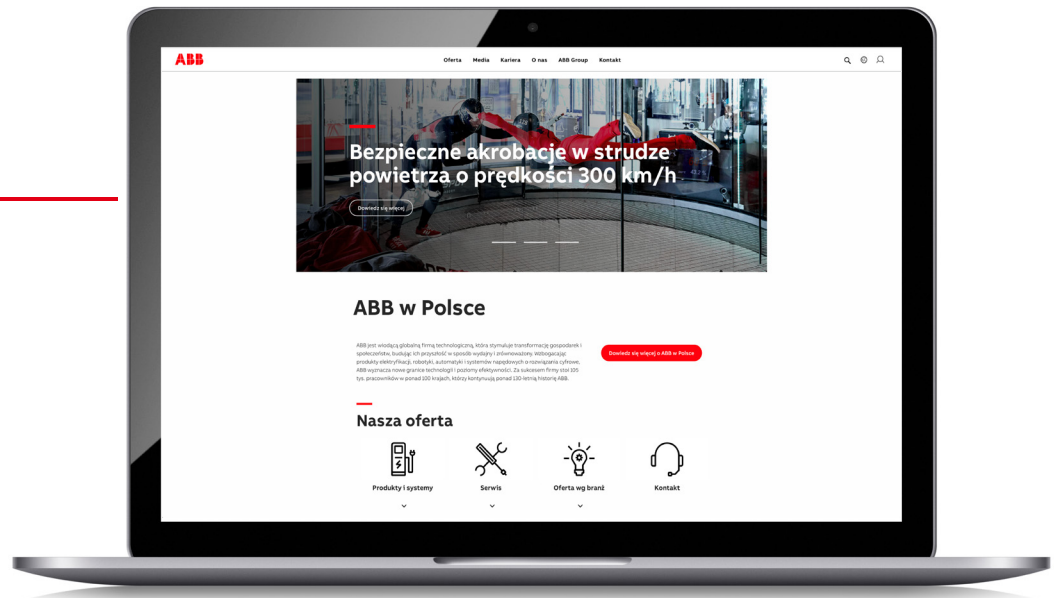 ABB
Oferta Media Kariera O nas ABB Group Kontakt
Bezpieczne akrobacje w strudze
powietrza o prędkości 300 km/h
Dowiedz się więcej
ABB w Polsce
ABB jest wiodącą globalną firmą technologiczną, która stymuluje transformację gospodarek i
społeczeństw, budując ich przyszłość w sposób wydajny i zrównoważony. Wzbogacając
produkty elektryfikacji, robotyki, automatyki i systemów napędowych o rozwiązania cyfrowe,
ABB wyznacza nowe granice technologii i poziomy efektywności. Za sukcesem firmy stoi 105
tys. pracowników w ponad 100 krajach, którzy kontynuują ponad 130-letnią historię ABB.
Dowiedz się więcej o ABB w Polsce
Nasza oferta
Produkty i systemy Serwis Oferta wg branż Kontakt